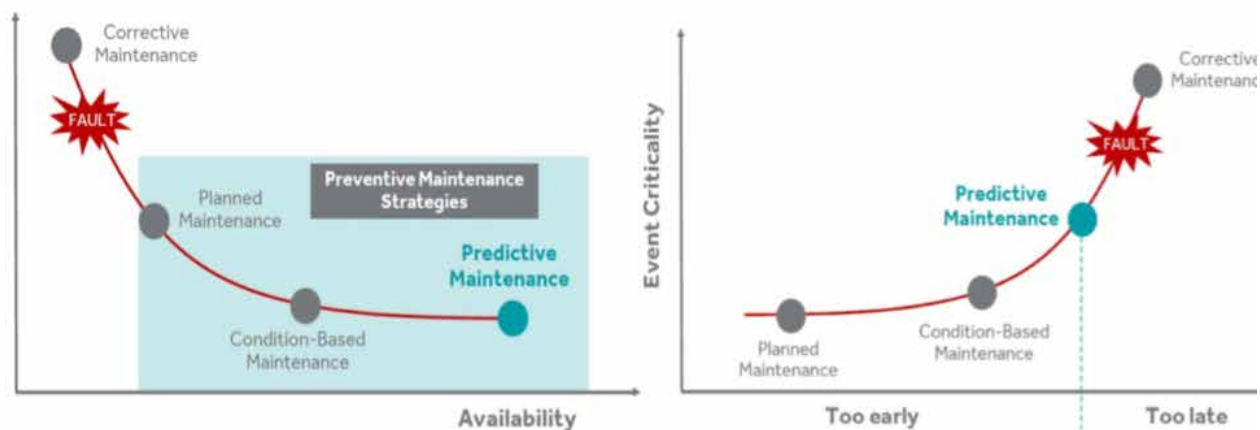 Corrective
Maintenance
FAULT
Planned
Maintenance
Preventive Maintenance
Strategies
Predictive
Maintenance
Condition-Based
Maintenance
Availability
Event Criticality
Corrective
Maintenanc
FAULT
Predictive
Maintenance
Planned
Maintenance
Condition-Based
Maintenance
Too early
Too late